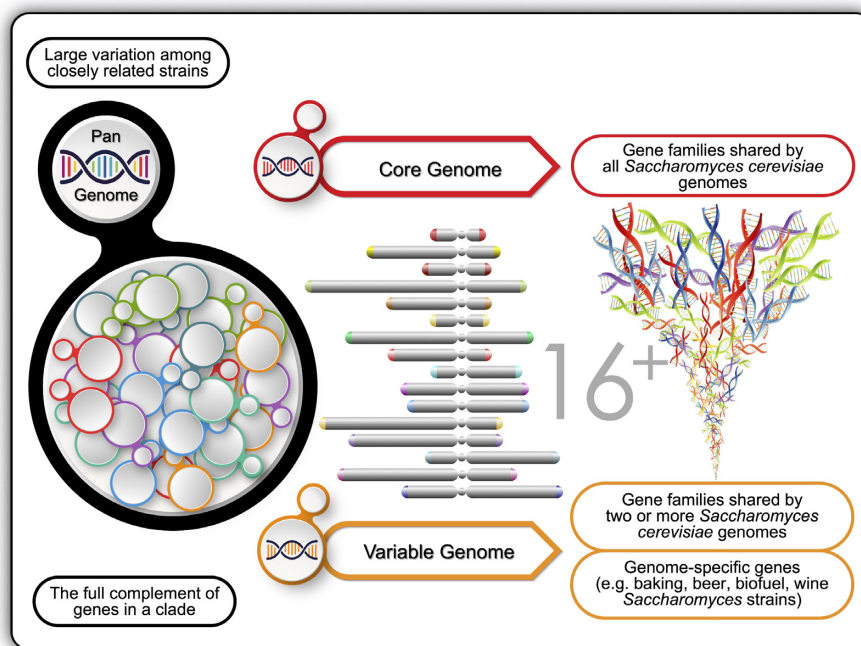 Large variation among
closely related strains
Pan
Genome
The full complement of
genes in a clade
Core Genome
Gene families shared by
all Saccharomyces cerevisiae
genomes
16+
Variable Genome
Gene families shared by
two or more Saccharomyces
cerevisiae genomes
Genome-specific genes
(e.g. baking, beer, biofuel, wine
Saccharomyces strains)